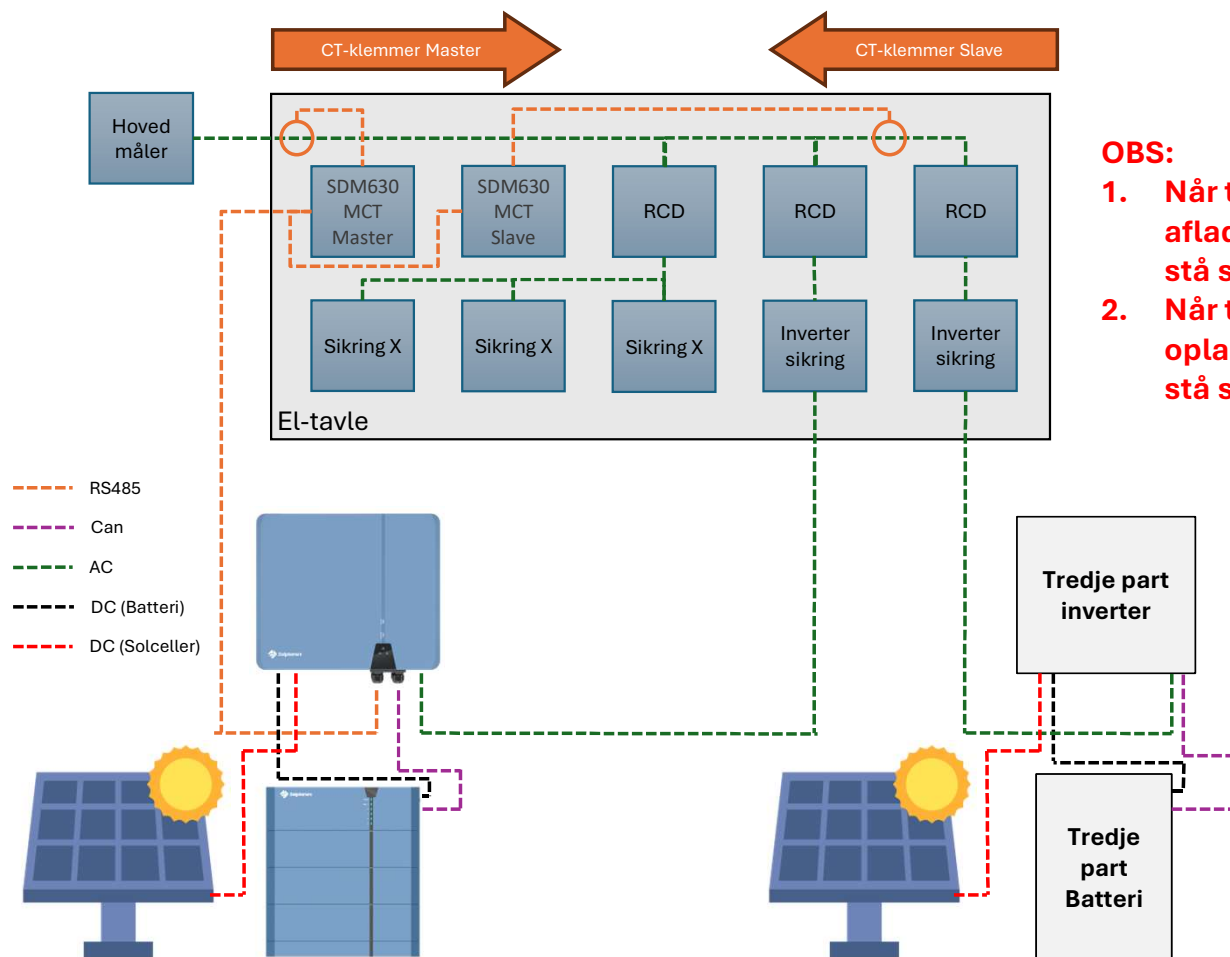 CT-klemmer Master
CT-klemmer Slave
Hoved
måler
SDM630
MCT
Master
SDM630
MCT
Slave
RCD
RCD
RCD
Sikring X
Sikring X
Sikring X
Inverter
sikring
Inverter
sikring
El-tavle
OBS:
1. Når
stå
2. Når
stå
RS485
Can
AC
DC (Batteri)
DC (Solceller)
Tredje part
inverter
Tredje
part
Batteri